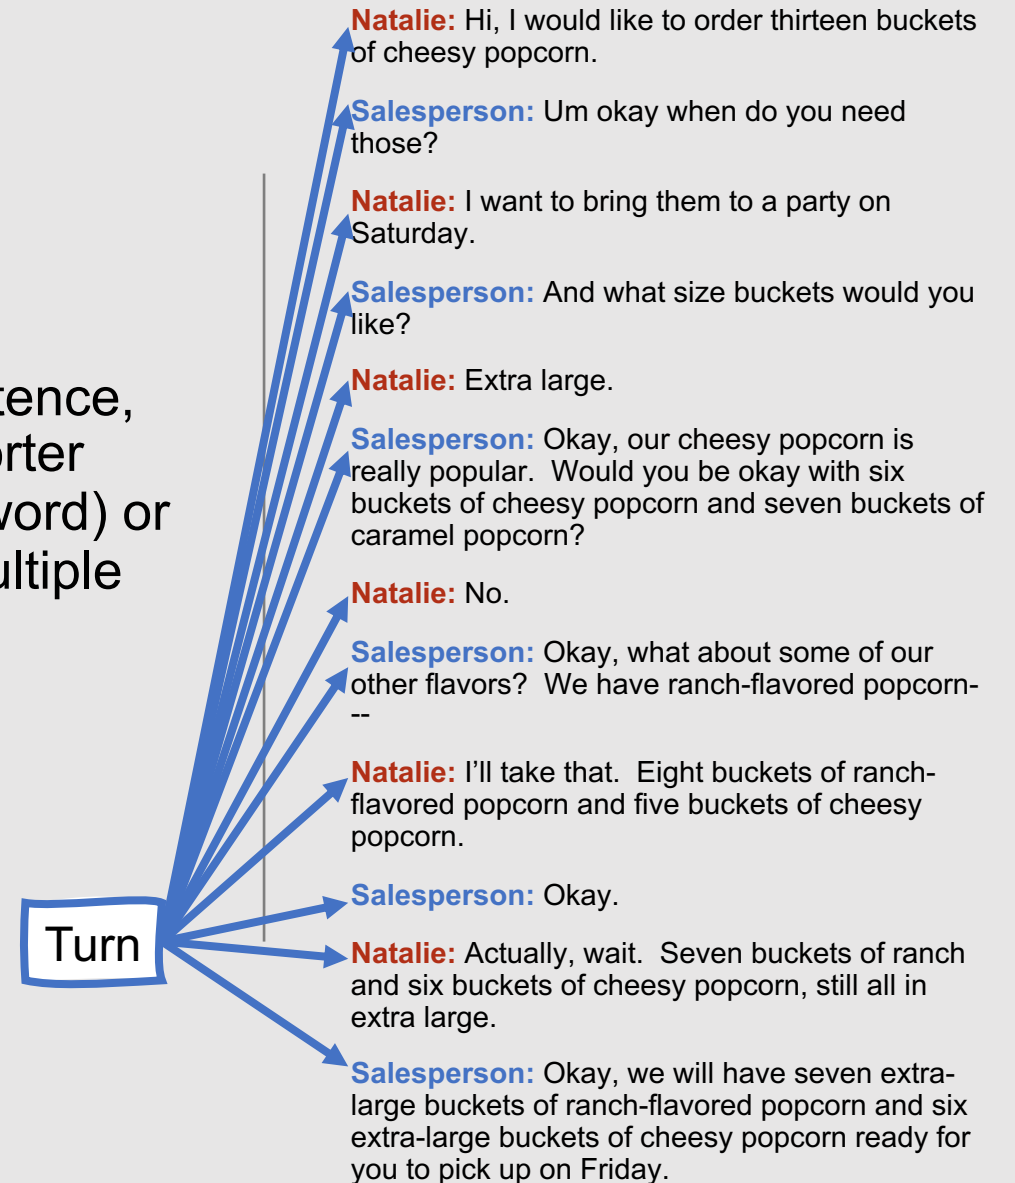 Natalie: Hi, I would like to order thirteen buckets
of cheesy popcorn.
Salesperson: Um okay when do you need
those?
Natalie: I want to bring them to a party on
Saturday.
Salesperson: And what size buckets would you
like?
Natalie: Extra large.
Salesperson: Okay, our cheesy popcorn is
really popular.  Would you be okay with six
buckets of cheesy popcorn and seven buckets of
caramel popcorn?
Natalie: No.
Salesperson: Okay, what about some of our
other flavors?  We have ranch-flavored popcorn-
--
Natalie: I’ll take that.  Eight buckets of ranch-
flavored popcorn and five buckets of cheesy
popcorn.
Salesperson: Okay.
Natalie: Actually, wait.  Seven buckets of ranch
and six buckets of cheesy popcorn, still all in
extra large.
Salesperson: Okay, we will have seven extra-
large buckets of ranch-flavored popcorn and six
extra-large buckets of cheesy popcorn ready for
you to pick up on Friday.
tence,
orter
word) or
ultiple
Turn